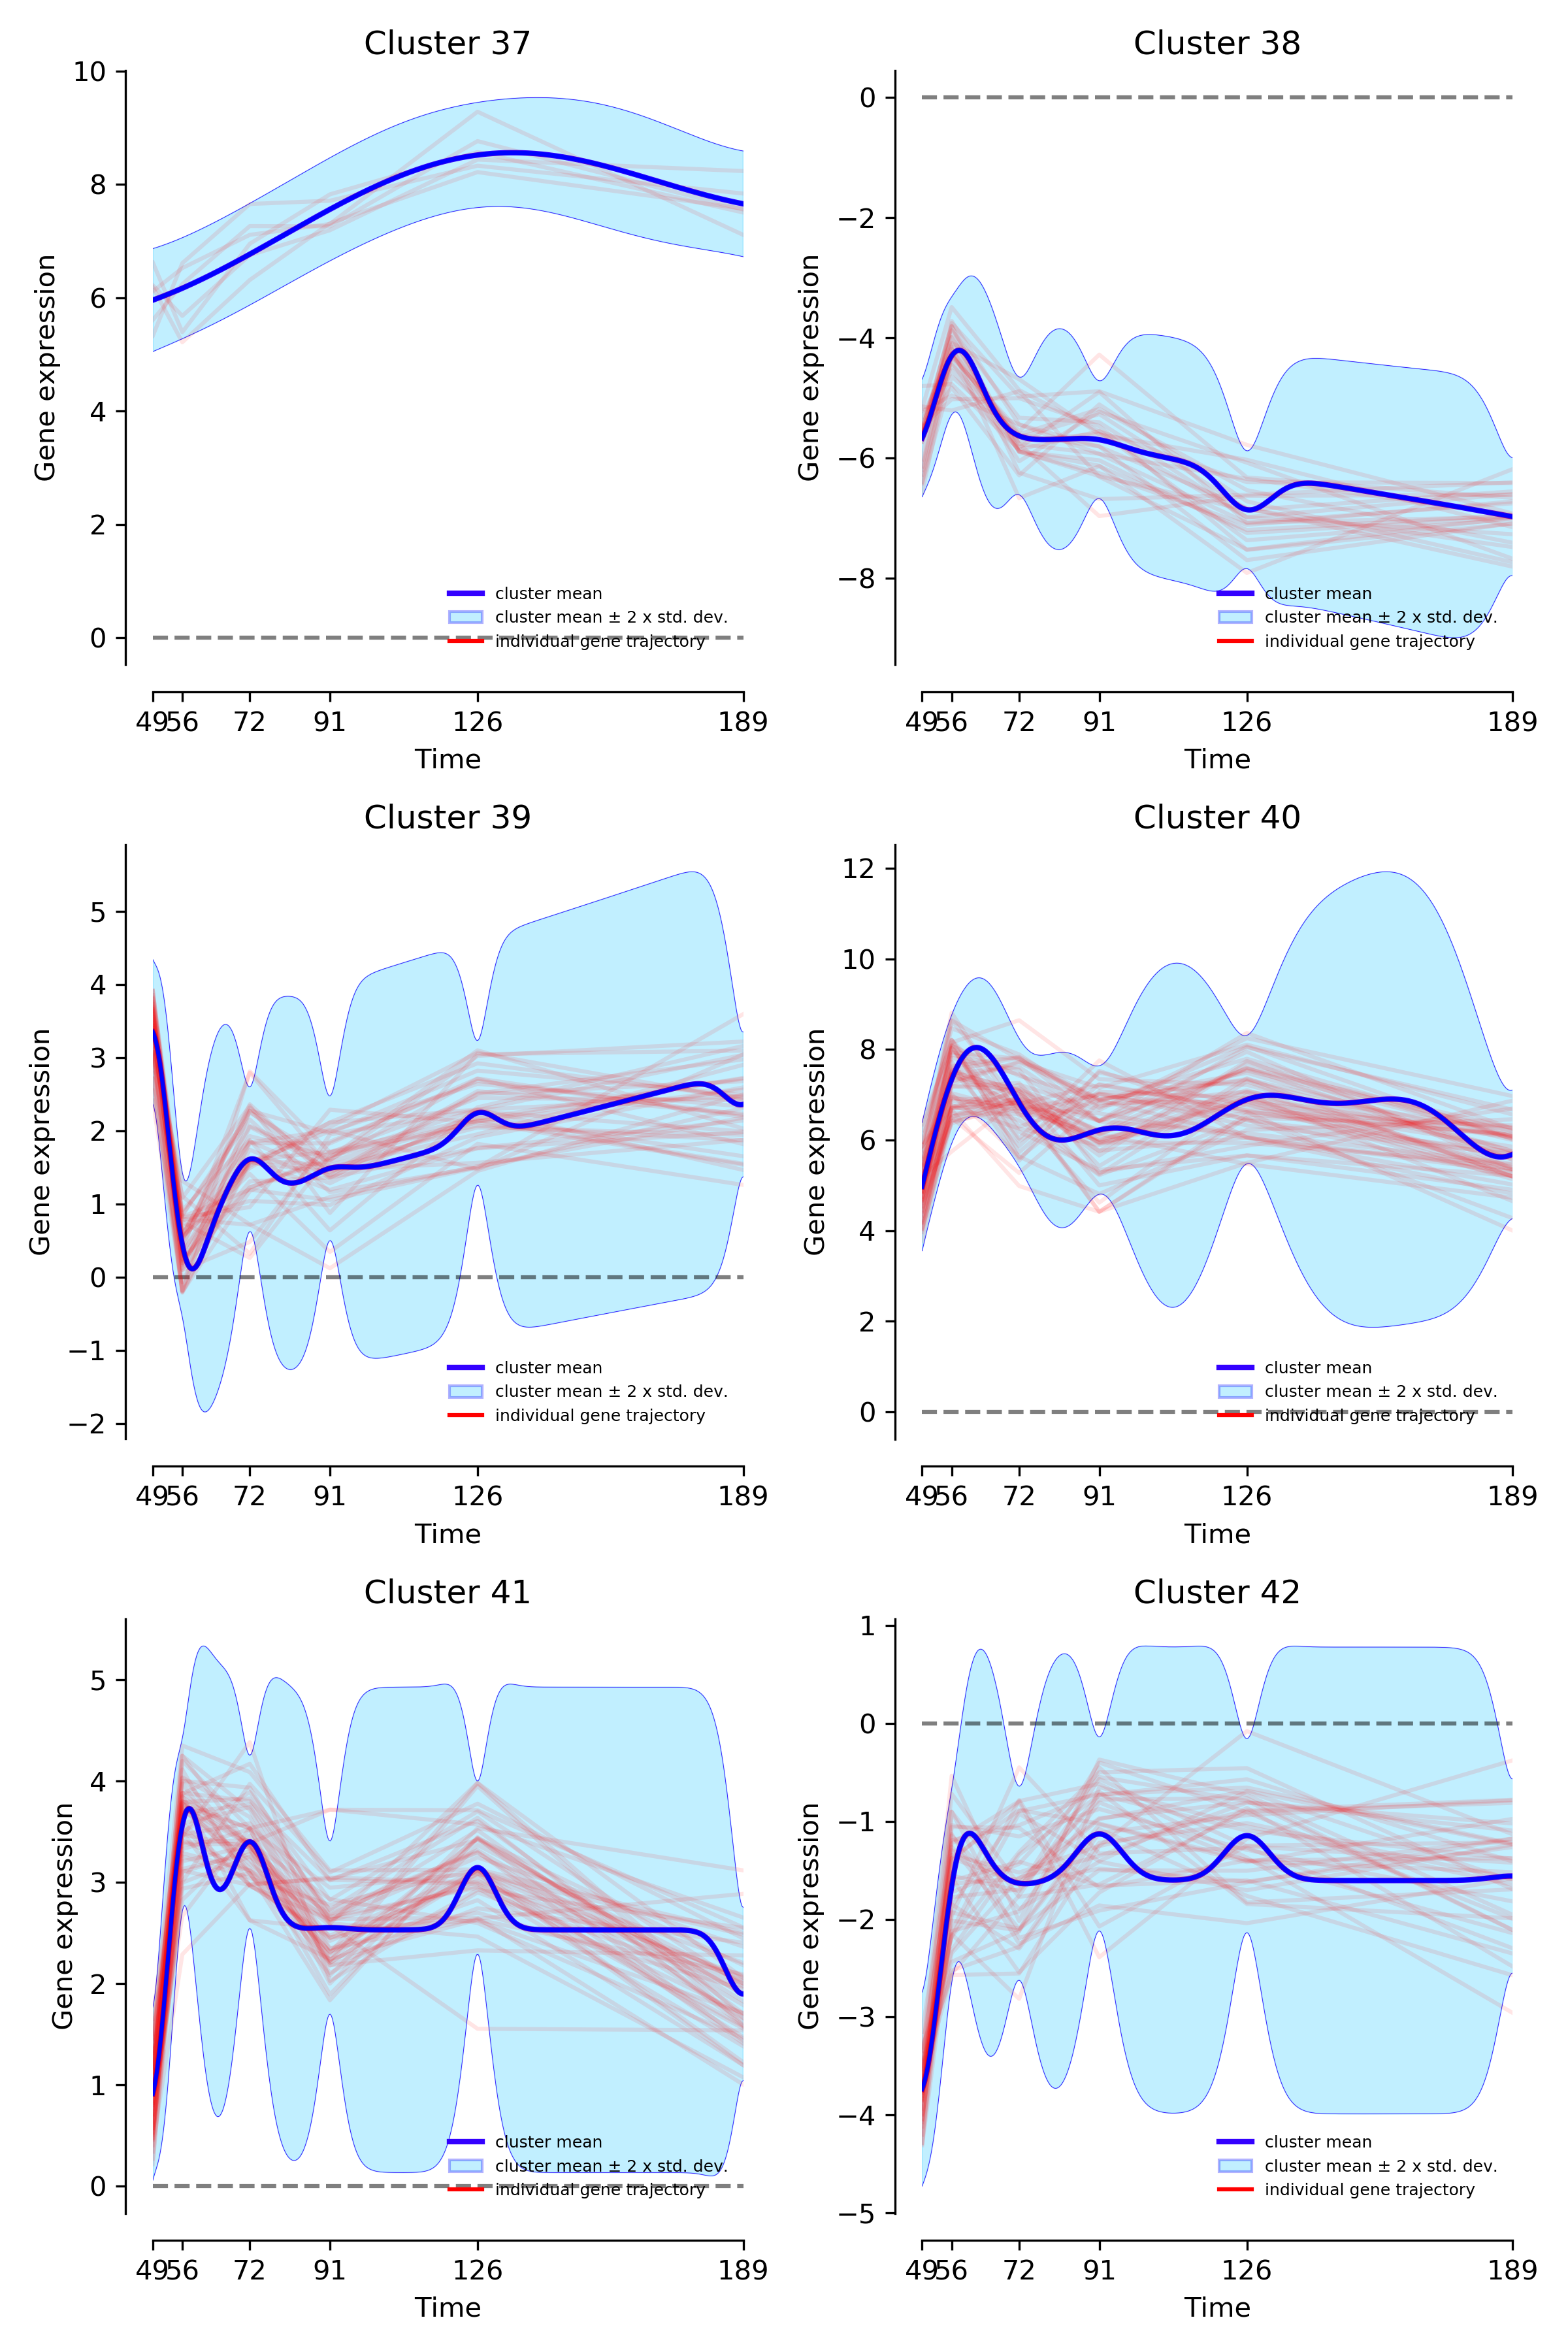 Cluster 37
10
8
6
4
2
0
Gene expression
cluster mean
cluster mean ± 2 x std. dev.
individual gene trajectory
49 56 72 91 126 189
Time
Cluster 38
0
−2
−4
−6
−8
Gene expression
cluster mean
cluster mean ± 2 x std. dev.
individual gene trajectory
49 56 72 91 126 189
Time
Cluster 39
5
4
3
2
1
0
−1
−2
Gene expression
cluster mean
cluster mean ± 2 x std. dev.
individual gene trajectory
49 56 72 91 126 189
Time
Cluster 40
12
10
8
6
4
2
0
Gene expression
cluster mean
cluster mean ± 2 x std. dev.
individual gene trajectory
49 56 72 91 126 189
Time
Cluster 41
5
4
3
2
1
0
Gene expression
cluster mean
cluster mean ± 2 x std. dev.
individual gene trajectory
49 56 72 91 126 189
Time
Cluster 42
1
0
−1
−2
−3
−4
−5
Gene expression
cluster mean
cluster mean ± 2 x std. dev.
individual gene trajectory
49 56 72 91 126 189
Time